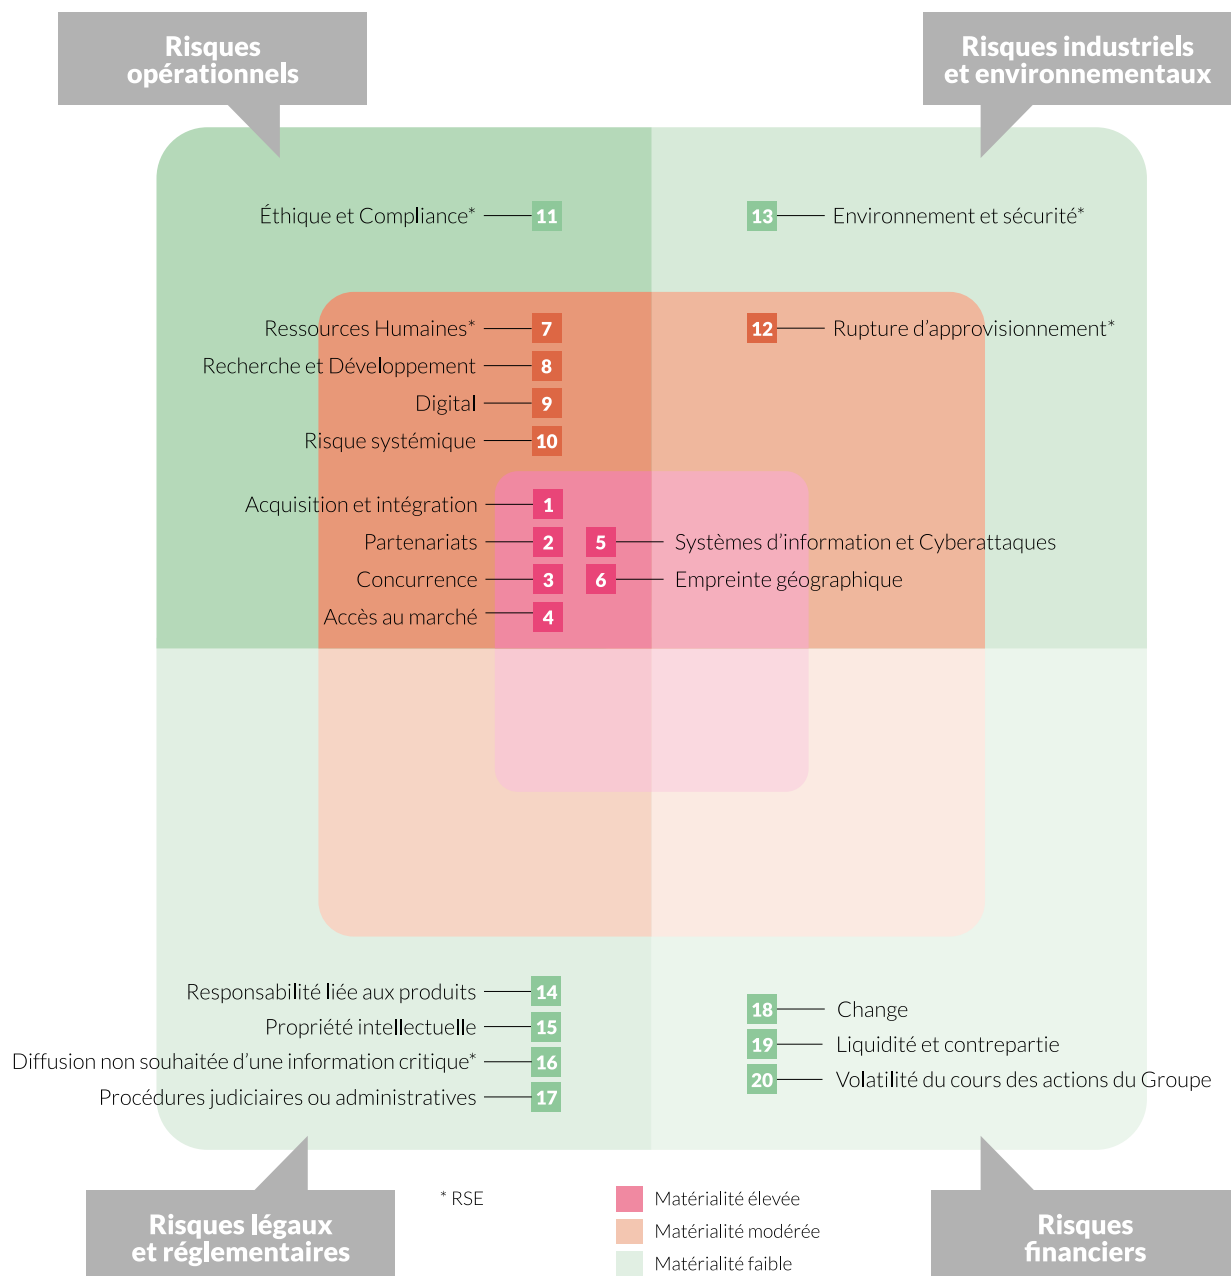 Risques
opérationnels
Risques industriels
et environnementaux
Éthique et Compliance* 11
13 Environnement et sécurité*
Ressources Humaines* 7
12 Rupture d'approvisionnement*
Recherche et Développement 8
Digital 9
Risque systémique 10
Acquisition et intégration 1
Partenariats 2
5 Systèmes d'information et Cyberattaques
Concurrence 3
6 Empreinte géographique
Accès au marché 4
Responsabilité liée aux produits 14
Propriété intellectuelle 15
Diffusion non souhaitée d'une information critique* 16
Procédures judiciaires ou administratives 17
18 Change
19 Liquidité et contrepartie
20 Volatilité du cours des actions du Groupe
Risques légaux
et réglementaires
* RSE
Matérialité élevée
Matérialité modérée
Matérialité faible
Risques
financiers